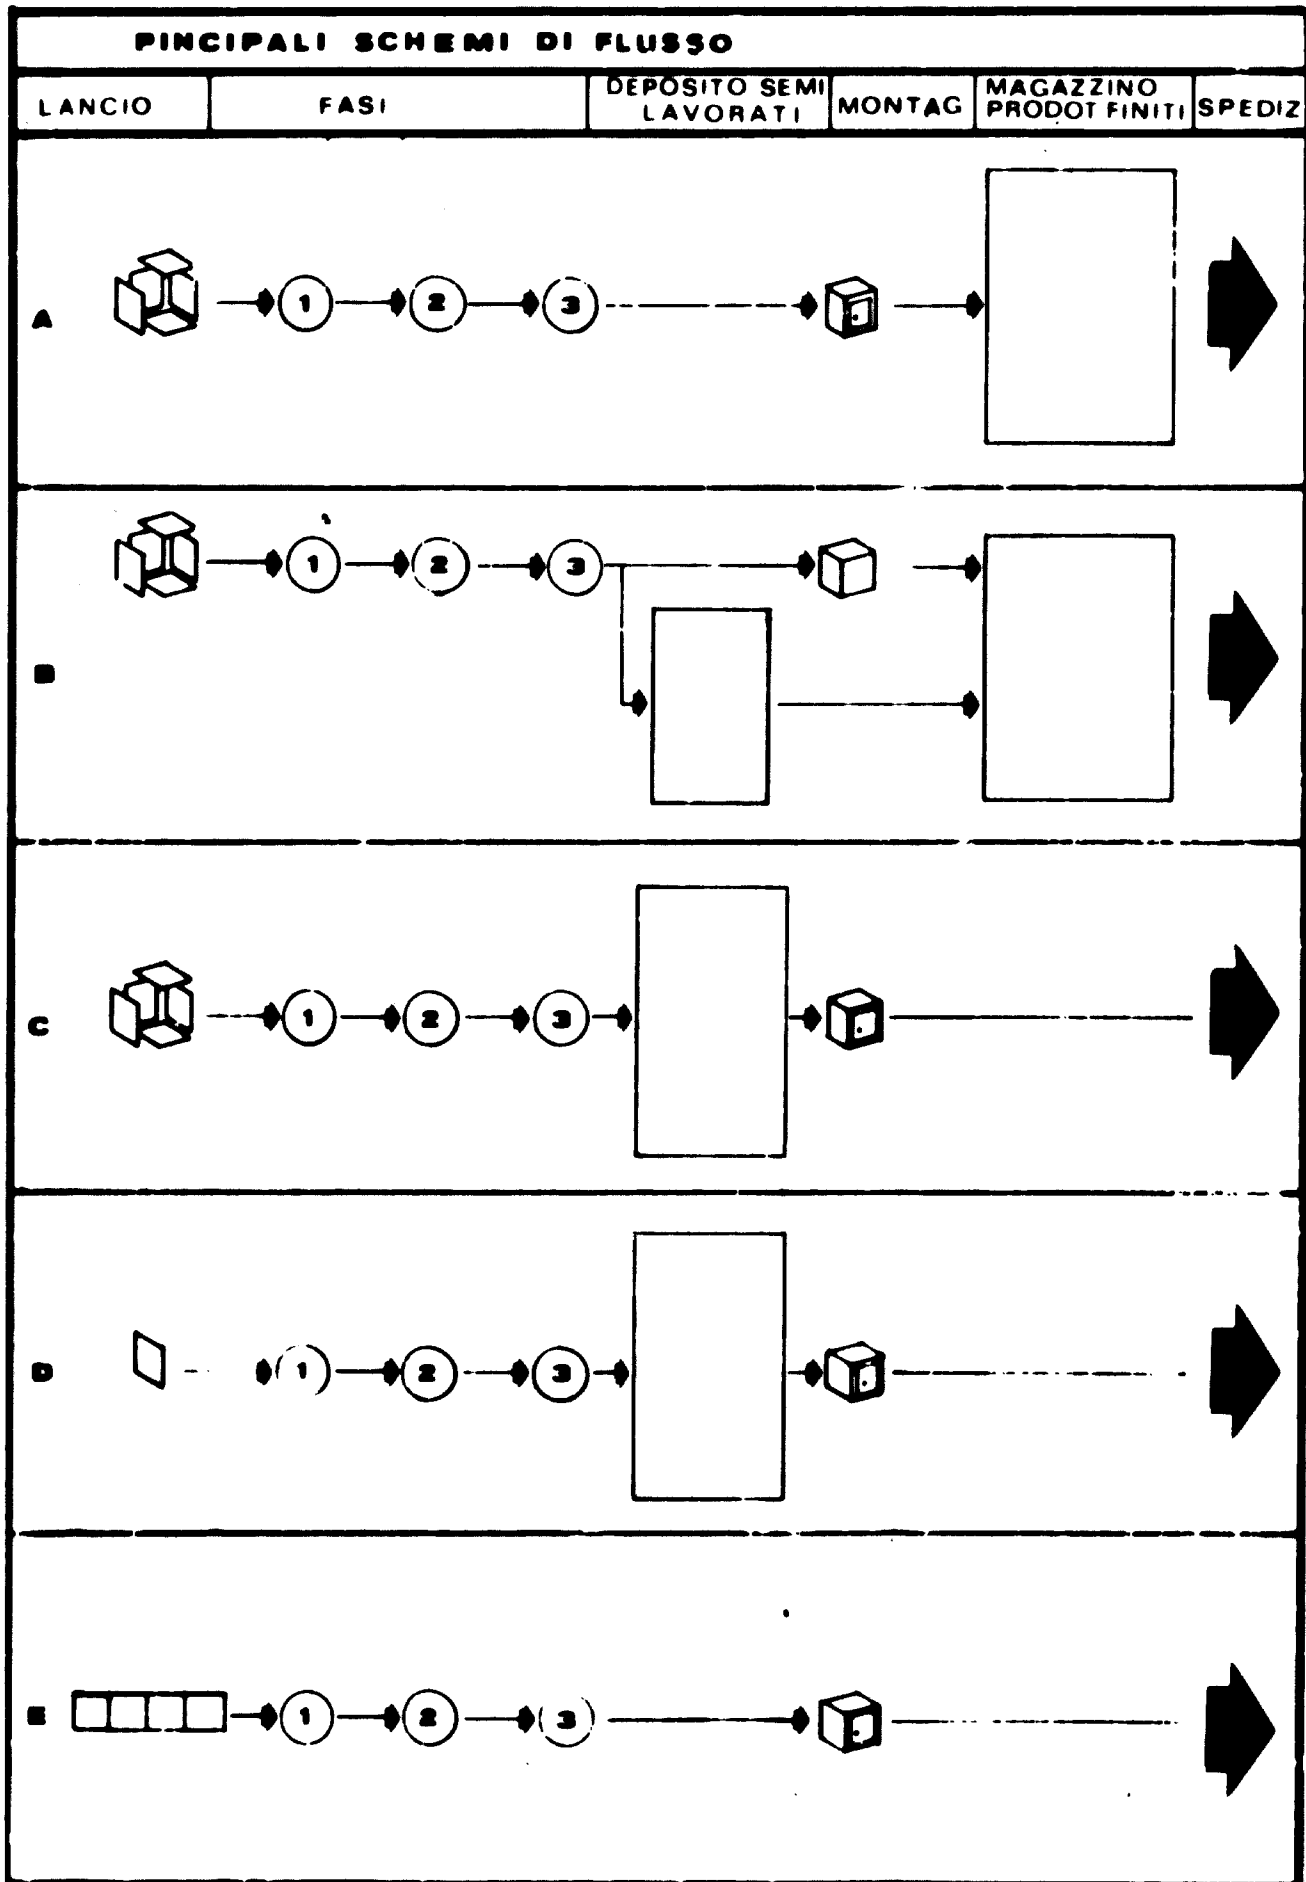 PINCIPALI SCHEMI DI FLUSSO
LANCIO
FASI
DEPOSITO SEMI
LAVORATI
MONTAG
MAGAZZINO
PRODOT FINITI
SPEDIZ
A
1
2
3
B
1
2
3
C
1
2
3
D
1
2
3
E
1
2
3